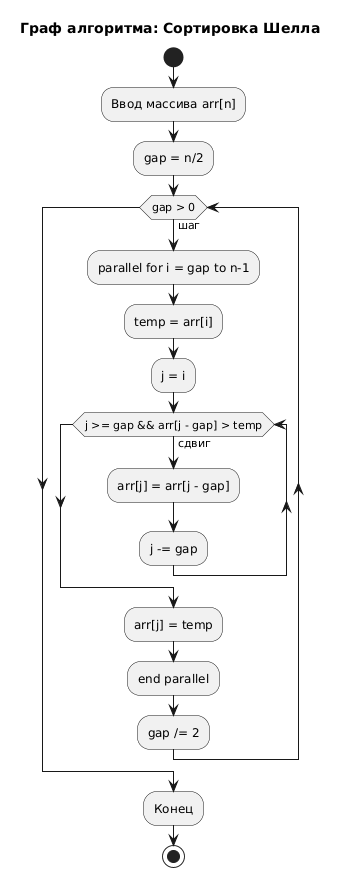 Граф алгоритма: Сортировка Шелла
Ввод массива arr[n]
gap = n/2
gap > 0
шаг
parallel for i = gap to n-1
temp = arr[i]
j = i
j >= gap && arr[j - gap] > temp
сдвиг
arr[j] = arr[j - gap]
j -= gap
arr[j] = temp
end parallel
gap /= 2
Конец